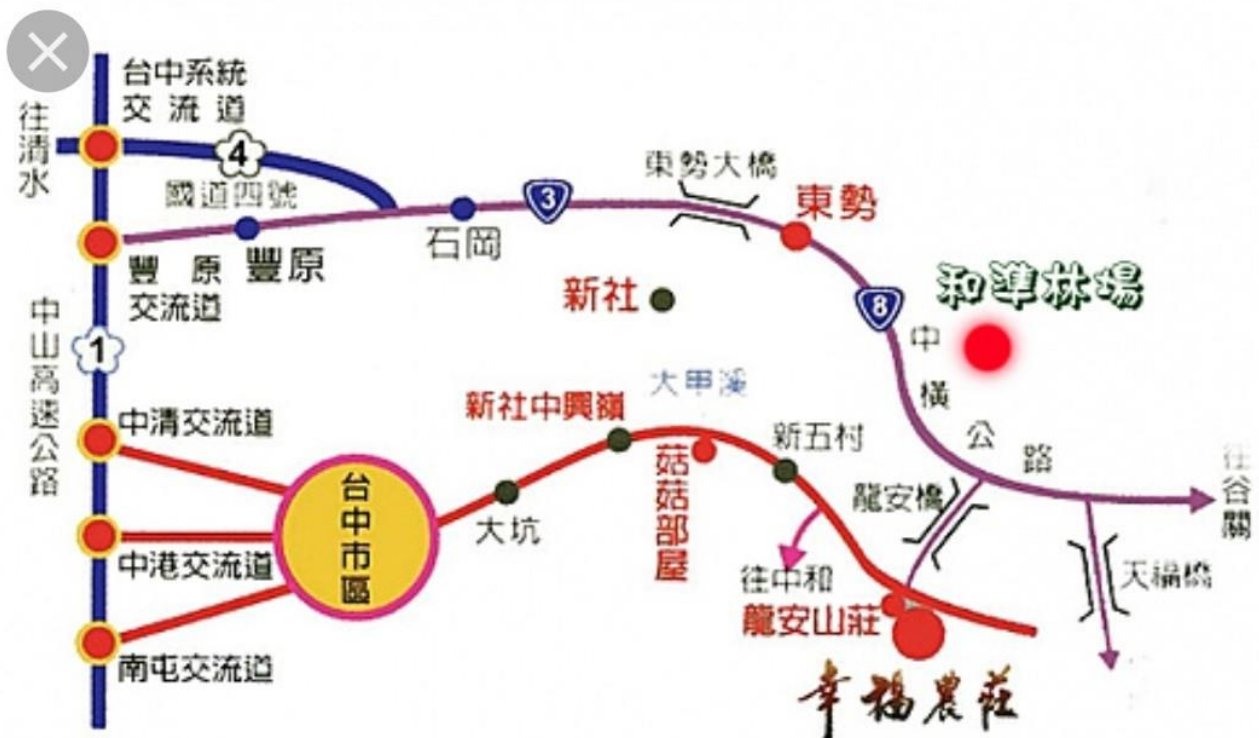 台中系統
交流道
往清水
4
國道四號
3
東勢大橋
東勢
石岡
豐原
豐原
交流道
新社
8
和準林場
中橫公路
中山高速公路
1
大甲溪
中清交流道
新社中興嶺
新五村
菇菇部屋
台中市區
大坑
龍安橋
往谷關
中港交流道
往中和
天福橋
龍安山莊
南屯交流道
幸福農莊